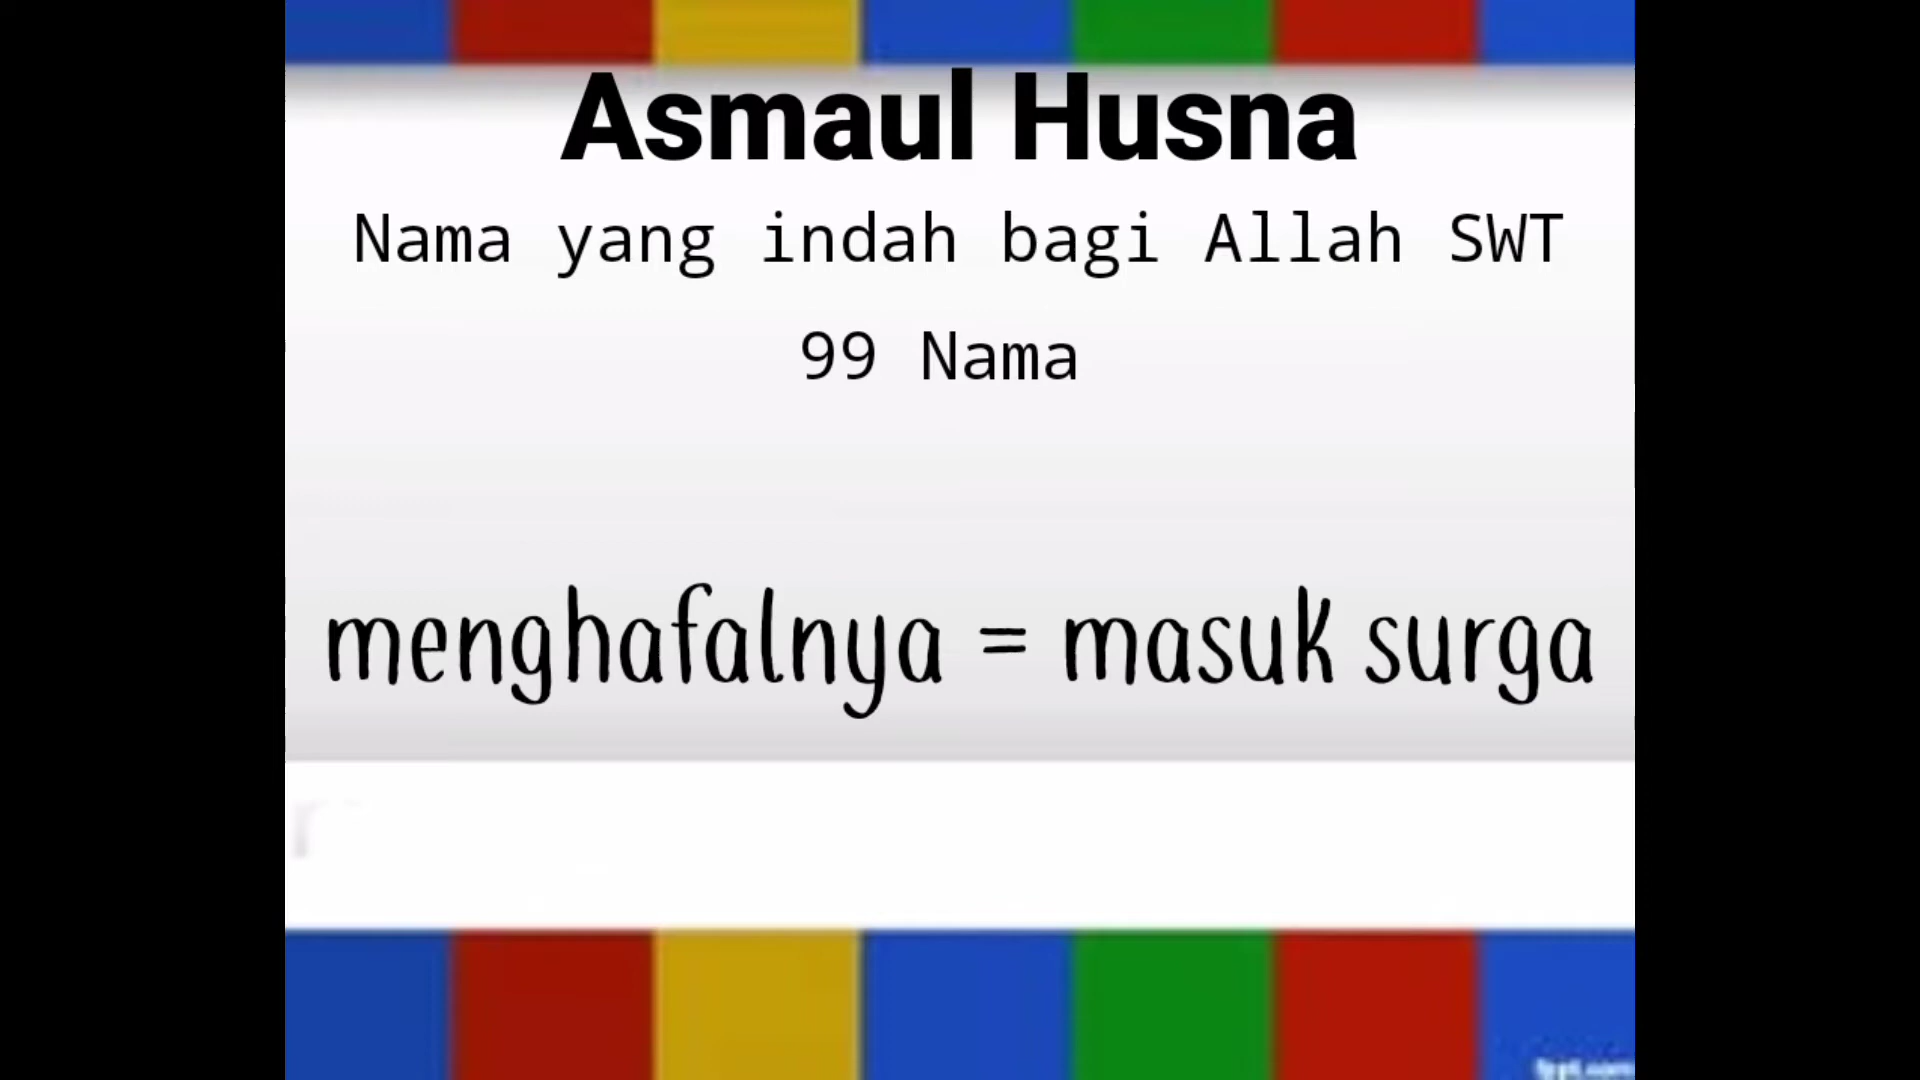 Asmaul Husna
Nama yang indah bagi Allah SWT
99 Nama
menghafalnya = masuk surga